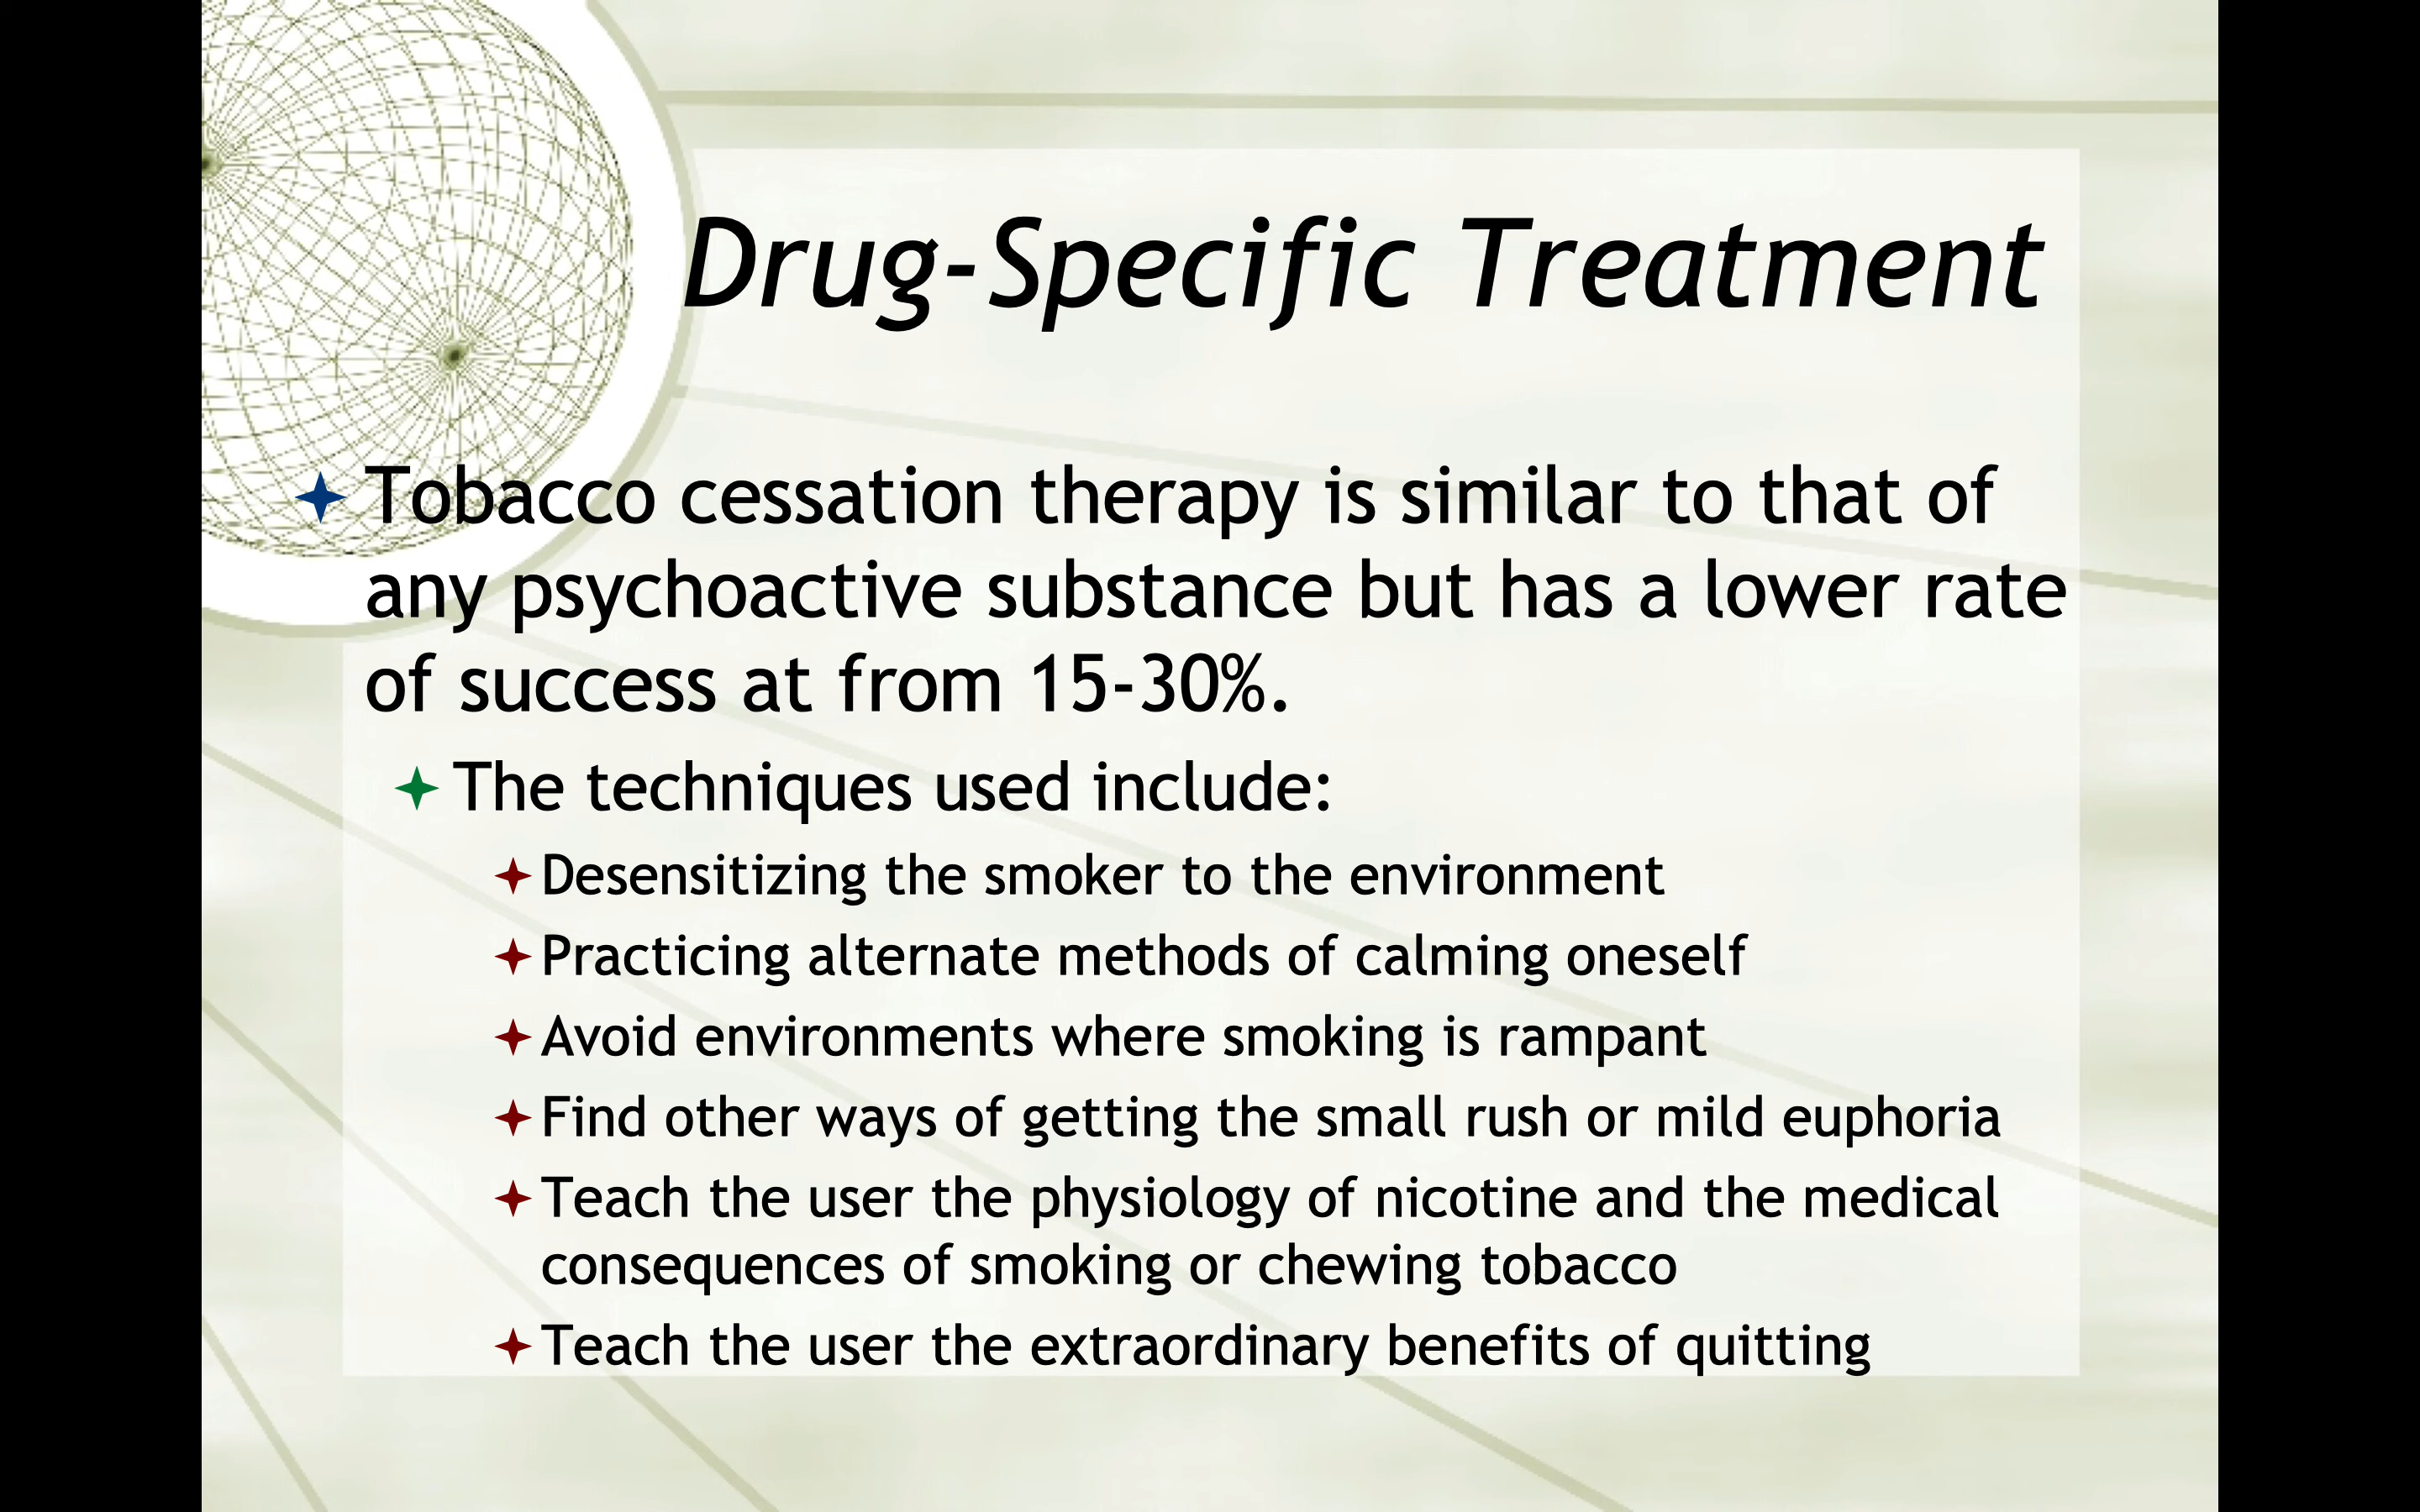 Drug-Specific Treatment
Tobacco cessation therapy is similar to that of
any psychoactive substance but has a lower rate
of success at from 15-30%.
The techniques used include:
Desensitizing the smoker to the environment
Practicing alternate methods of calming oneself
Avoid environments where smoking is rampant
Find other ways of getting the small rush or mild euphoria
Teach the user the physiology of nicotine and the medical
consequences of smoking or chewing tobacco
Teach the user the extraordinary benefits of quitting